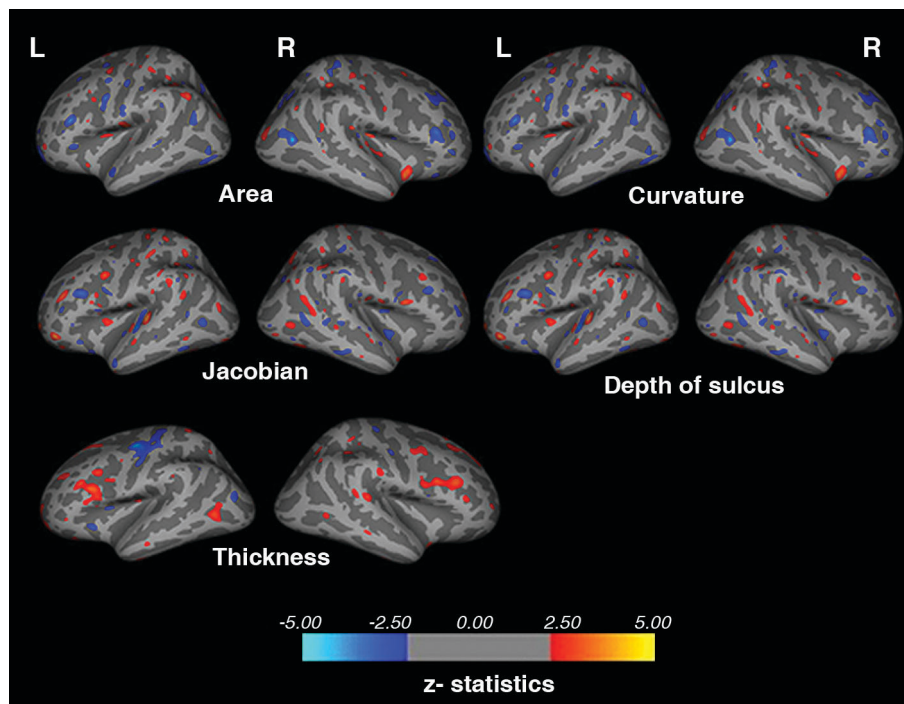 L R L R
Area Curvature
Jacobian Depth of sulcus
Thickness
-5.00 -2.50 0.00 2.50 5.00
z- statistics